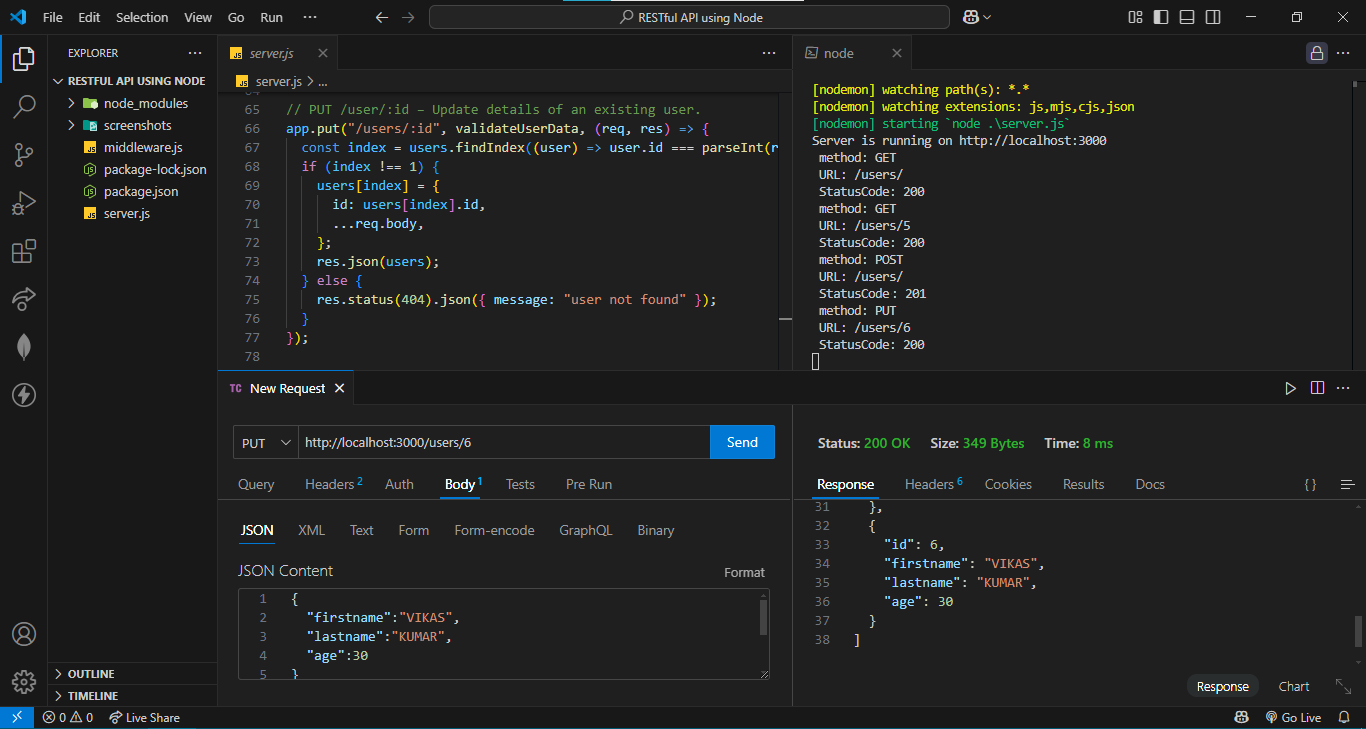 File Edit Selection View Go Run ··· RESTful API using Node
EXPLORER ···
RESTFUL API USING NODE
node_modules
screenshots
middleware.js
package-lock.json
package.json
server.js
OUTLINE
TIMELINE
JS server.js
JS server.js > ...
65 // PUT /user/:id – Update details of an existing user.
66 app.put("/users/:id", validateUserData, (req, res) => {
67 const index = users.findIndex((user) => user.id === parseInt(r
68 if (index !== 1) {
69 users[index] = {
70 id: users[index].id,
71 ...req.body,
72 };
73 res.json(users);
74 } else {
75 res.status(404).json({ message: "user not found" });
76 }
77 });
78
node
[nodemon] watching path(s): *.*
[nodemon] watching extensions: js,mjs,cjs,json
[nodemon] starting `node .\server.js`
Server is running on http://localhost:3000
method: GET
URL: /users/
StatusCode: 200
method: GET
URL: /users/5
StatusCode: 200
method: POST
URL: /users/
StatusCode: 201
method: PUT
URL: /users/6
StatusCode: 200
TC New Request
PUT http://localhost:3000/users/6 Send
Query Headers 2 Auth Body 1 Tests Pre Run
JSON XML Text Form Form-encode GraphQL Binary
JSON Content Format
1 {
2 "firstname":"VIKAS",
3 "lastname":"KUMAR",
4 "age":30
5 }
Status: 200 OK Size: 349 Bytes Time: 8 ms
Response Headers 6 Cookies Results Docs { }
31 },
32 {
33 "id": 6,
34 "firstname": "VIKAS",
35 "lastname": "KUMAR",
36 "age": 30
37 }
38 ]
Response Chart
0 0 Live Share Go Live